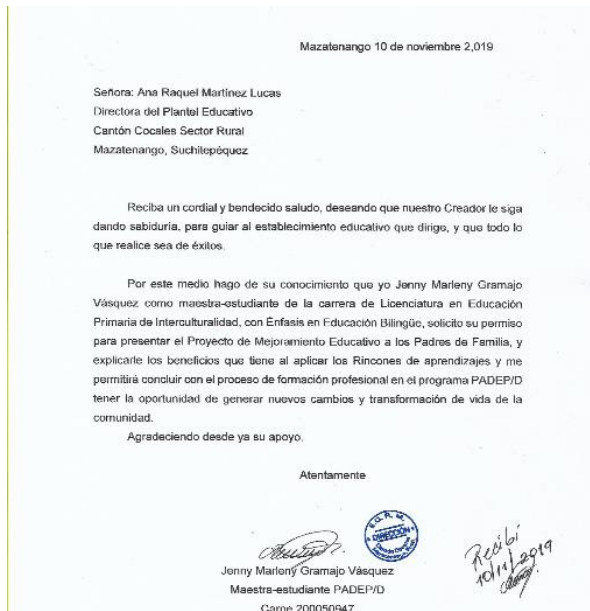 Mazatenango 10 de noviembre 2,019
Señora: Ana Raquel Martínez Lucas
Directora del Plantel Educativo
Cantón Cocales Sector Rural
Mazatenango, Suchitepéquez
Reciba un cordial y bendecido saludo, deseando que nuestro Creador le siga
dando sabiduría, para guiar al establecimiento educativo que dirige, y que todo lo
que realice sea de éxitos.
Por este medio hago de su conocimiento que yo Jenny Marleny Gramajo
Vásquez como maestra-estudiante de la carrera de Licenciatura en Educación
Primaria de Interculturalidad, con Énfasis en Educación Bilingüe, solicito su permiso
para presentar el Proyecto de Mejoramiento Educativo a los Padres de Familia, y
explicarle los beneficios que tiene al aplicar los Rincones de aprendizajes y me
permitirá concluir con el proceso de formación profesional en el programa PADEP/D
tener la oportunidad de generar nuevos cambios y transformación de vida de la
comunidad.
Agradeciendo desde ya su apoyo.
Atentamente
DIRECCIÓN
Recibi
10/11/2019
Jenny Marleny Gramajo Vásquez
Maestra-estudiante PADEP/D
Carne 200050947